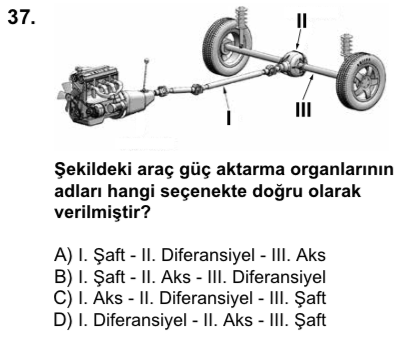 37.
II
I
III
Şekildeki araç güç aktarma organlarının
adları hangi seçenekte doğru olarak
verilmiştir?
A) I. Şaft - II. Diferansiyel - III. Aks
B) I. Şaft - II. Aks - III. Diferansiyel
C) I. Aks - II. Diferansiyel - III. Şaft
D) I. Diferansiyel - II. Aks - III. Şaft